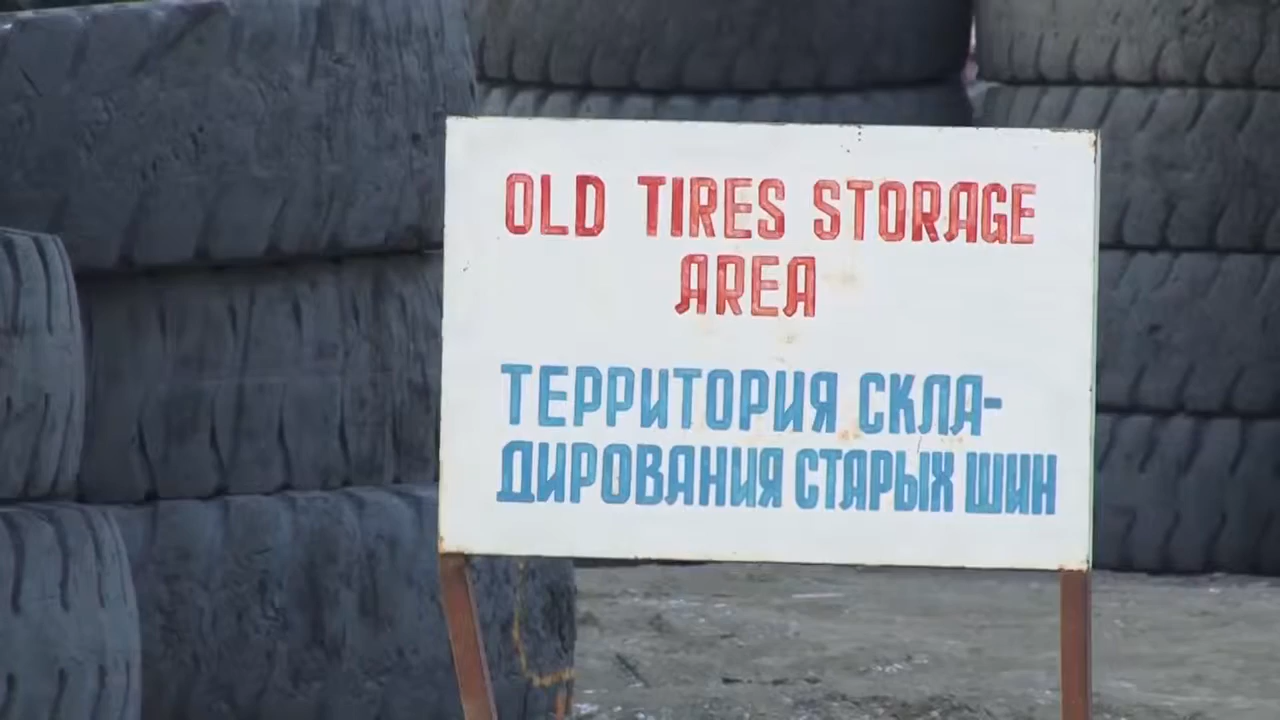 OLD TIRES STORAGE
AREA
ТЕРРИТОРИЯ СКЛА-
ДИРОВАНИЯ СТАРЫХ ШИН